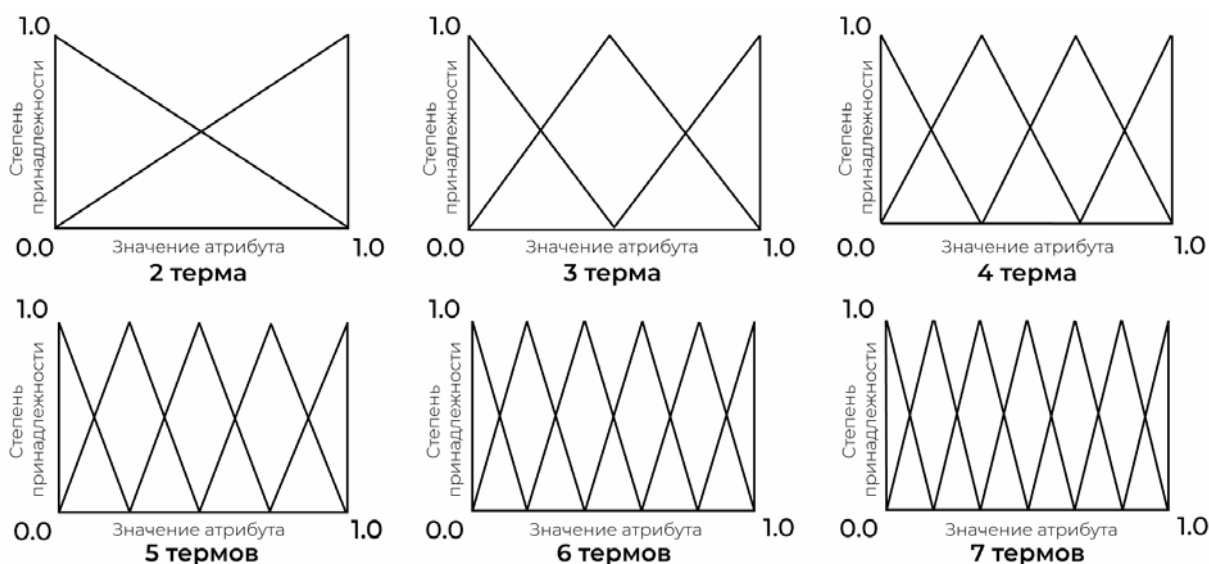 1.0
Степень
принадлежности
0.0 Значение атрибута 1.0
2 терма
1.0
Степень
принадлежности
0.0 Значение атрибута 1.0
3 терма
1.0
Степень
принадлежности
0.0 Значение атрибута 1.0
4 терма
1.0
Степень
принадлежности
0.0 Значение атрибута 1.0
5 термов
1.0
Степень
принадлежности
0.0 Значение атрибута 1.0
6 термов
1.0
Степень
принадлежности
0.0 Значение атрибута 1.0
7 термов